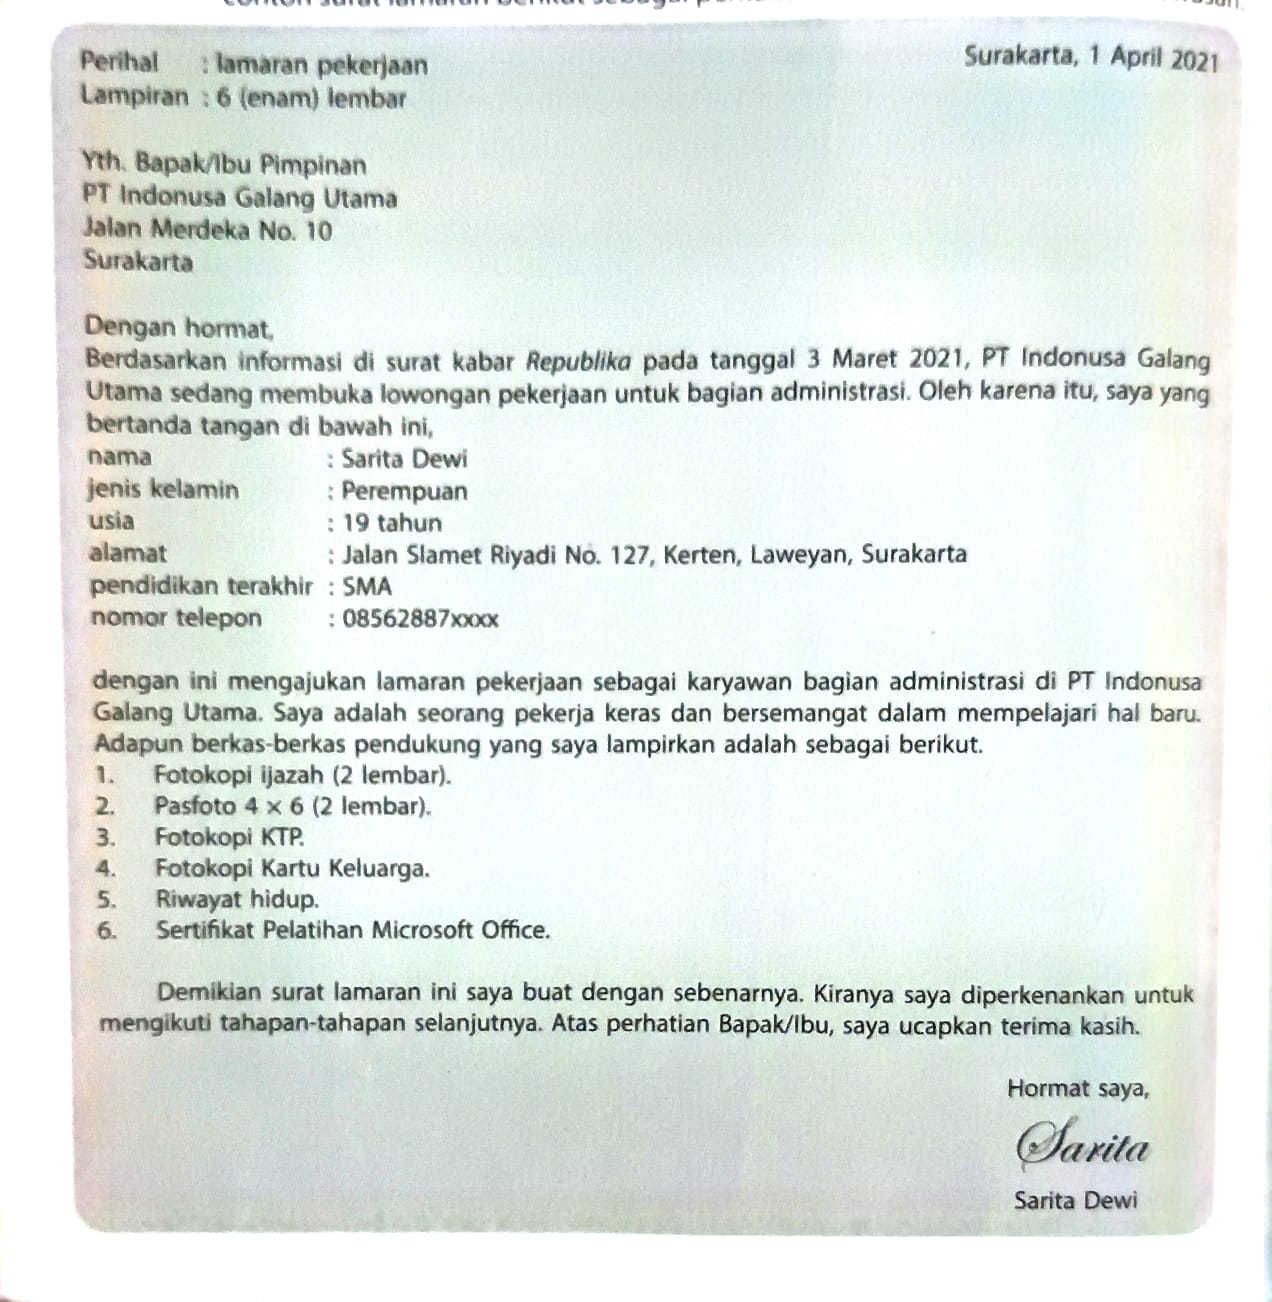 Perihal : lamaran pekerjaan
Surakarta, 1 April 2021
Lampiran : 6 (enam) lembar
Yth. Bapak/Ibu Pimpinan
PT Indonusa Galang Utama
Jalan Merdeka No. 10
Surakarta
Dengan hormat,
Berdasarkan informasi di surat kabar Republika pada tanggal 3 Maret 2021, PT Indonusa Galang
Utama sedang membuka lowongan pekerjaan untuk bagian administrasi. Oleh karena itu, saya yang
bertanda tangan di bawah ini,
nama : Sarita Dewi
jenis kelamin : Perempuan
usia : 19 tahun
alamat : Jalan Slamet Riyadi No. 127, Kerten, Laweyan, Surakarta
pendidikan terakhir : SMA
nomor telepon : 08562887xxxx
dengan ini mengajukan lamaran pekerjaan sebagai karyawan bagian administrasi di PT Indonusa
Galang Utama. Saya adalah seorang pekerja keras dan bersemangat dalam mempelajari hal baru.
Adapun berkas-berkas pendukung yang saya lampirkan adalah sebagai berikut.
1. Fotokopi ijazah (2 lembar).
2. Pasfoto 4 × 6 (2 lembar).
3. Fotokopi KTP.
4. Fotokopi Kartu Keluarga.
5. Riwayat hidup.
6. Sertifikat Pelatihan Microsoft Office.
Demikian surat lamaran ini saya buat dengan sebenarnya. Kiranya saya diperkenankan untuk
mengikuti tahapan-tahapan selanjutnya. Atas perhatian Bapak/Ibu, saya ucapkan terima kasih.
Hormat saya,
Sarita
Sarita Dewi